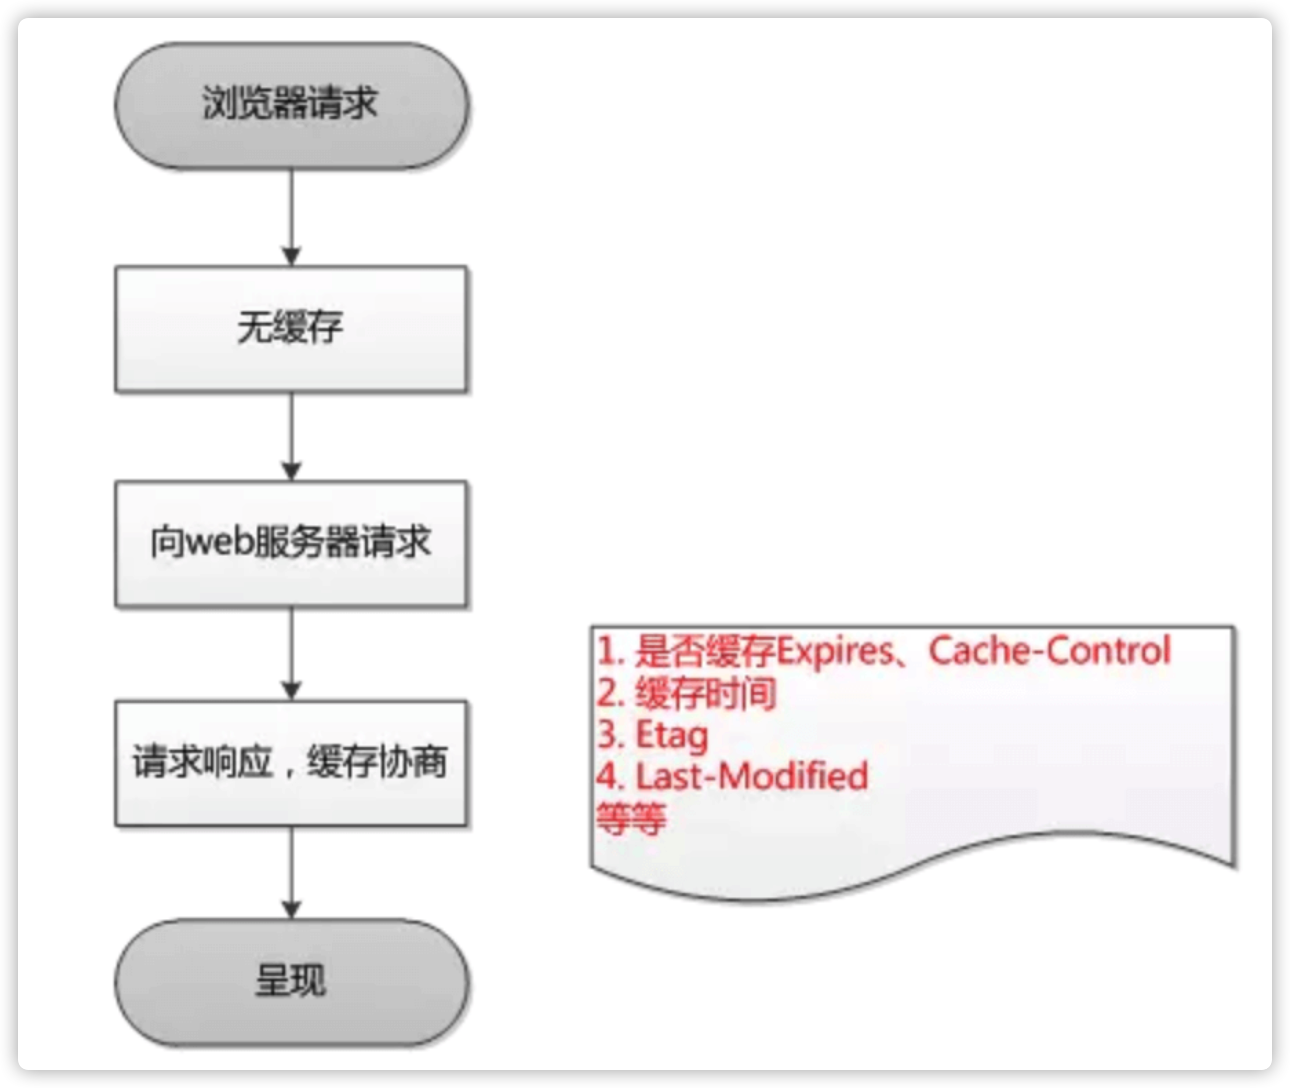 浏览器请求
无缓存
向web服务器请求
请求响应，缓存协商
呈现
1. 是否缓存Expires、Cache-Control
2. 缓存时间
3. Etag
4. Last-Modified
等等